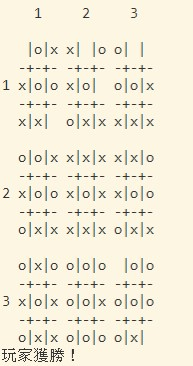 1 2 3
 |o|x x| |o o| |
-+-+- -+-+- -+-+-
1 x|o|o x|o| o|o|x
-+-+- -+-+- -+-+-
x|x| o|x|x x|x|x
o|o|x x|x|x x|x|o
-+-+- -+-+- -+-+-
2 x|o|o x|o|x x|o|o
-+-+- -+-+- -+-+-
o|x|x x|x|x o|x|x
o|x|o o|o|o |o|o
-+-+- -+-+- -+-+-
3 x|o|x o|o|x o|o|o
-+-+- -+-+- -+-+-
o|x|x o|x|o o|x|
玩家獲勝！